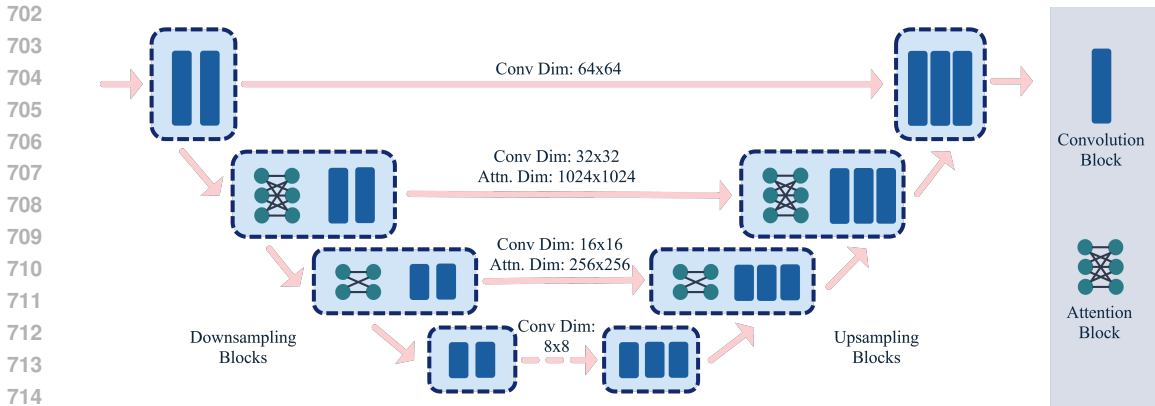 702
703
704
705
706
707
708
709
710
711
712
713
714
Conv Dim: 64x64
Conv Dim: 32x32
Attn. Dim: 1024x1024
Conv Dim: 16x16
Attn. Dim: 256x256
Conv Dim:
8x8
Downsampling
Blocks
Upsampling
Blocks
Convolution
Block
Attention
Block